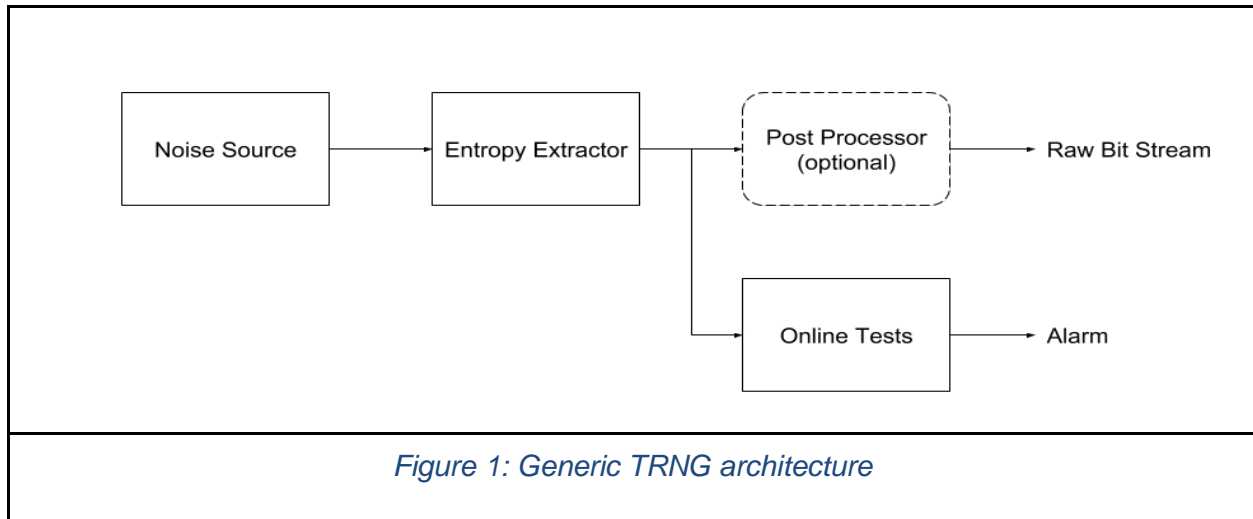 Noise Source
Entropy Extractor
Post Processor
(optional)
Raw Bit Stream
Online Tests
Alarm
Figure 1: Generic TRNG architecture